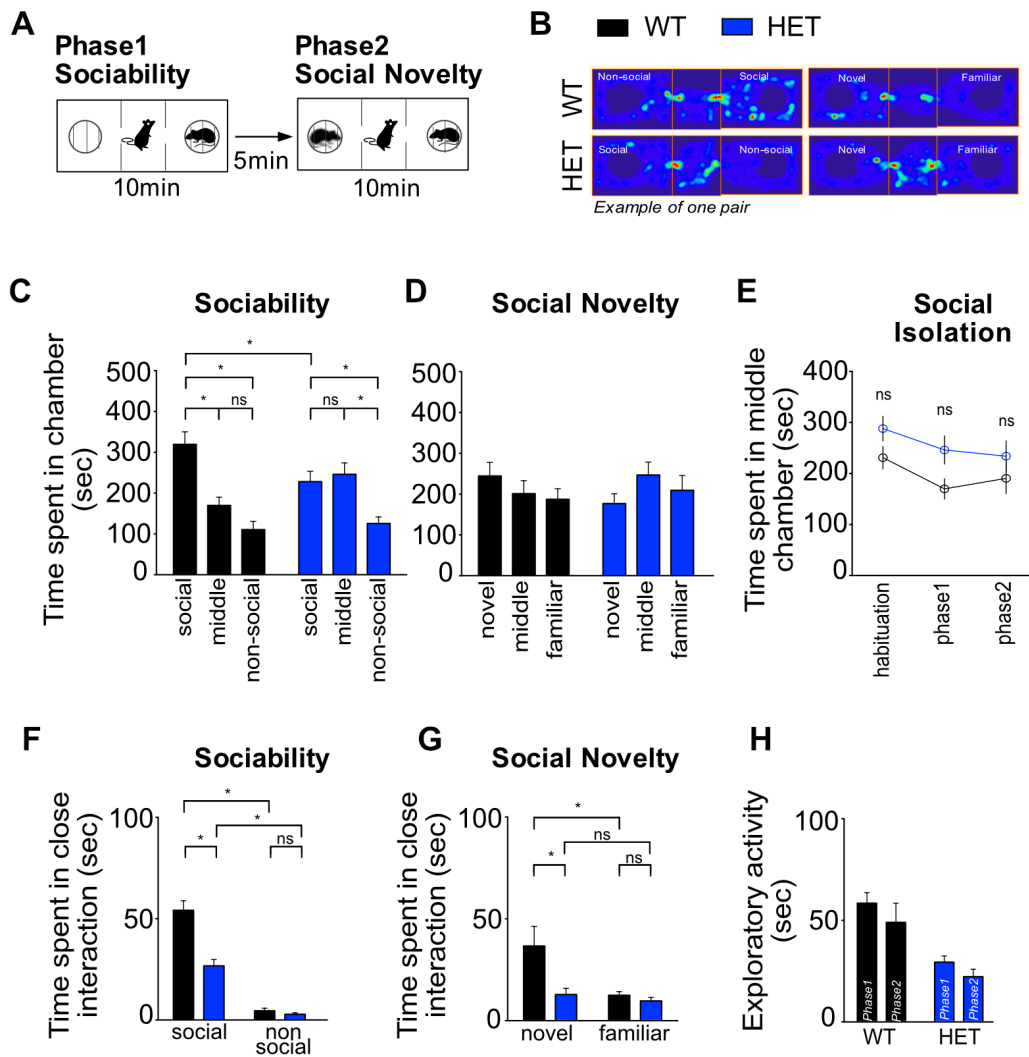 A
Phase1
Sociability
Phase2
Social Novelty
5min
10min
10min
B
WT
HET
WT
Non-social
Social
Novel
Familiar
HET
Social
Non-social
Novel
Familiar
Example of one pair
C
Sociability
Time spent in chamber
(sec)
500
400
300
200
100
0
*
*
*
ns
*
ns
*
social
middle
non-social
social
middle
non-social
D
Social Novelty
500
400
300
200
100
0
novel
middle
familiar
novel
middle
familiar
E
Social
Isolation
Time spent in middle
chamber (sec)
400
300
200
100
0
ns
ns
ns
habituation
phase1
phase2
F
Sociability
Time spent in close
interaction (sec)
100
50
0
*
*
*
ns
social
non
social
G
Social Novelty
Time spent in close
interaction (sec)
100
50
0
*
ns
*
ns
novel
familiar
H
Exploratory activity
(sec)
100
50
0
Phase1
Phase2
Phase1
Phase2
WT
HET